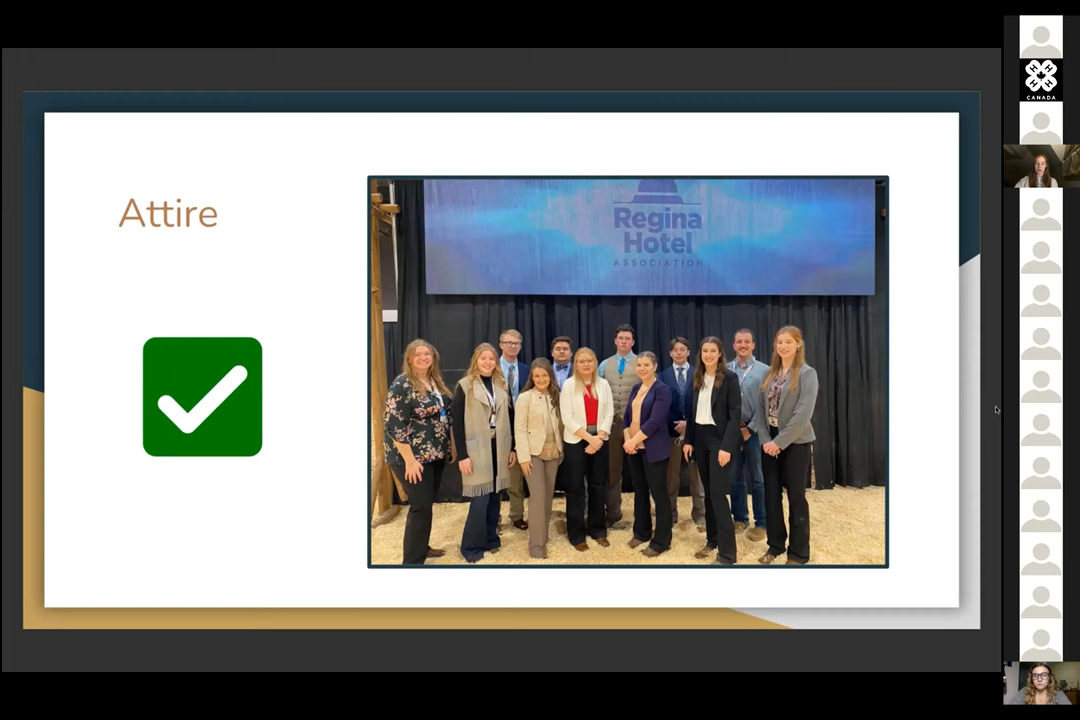 Attire
Regina
Hotel
ASSOCIATION
H H
H H
CANADA